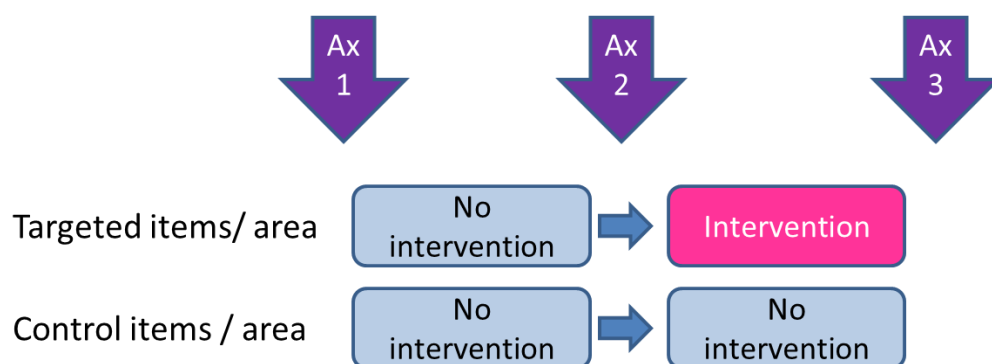 Ax Ax Ax
1 2 3
Targeted items/ area
No
intervention
Intervention
Control items / area
No
intervention
No
intervention